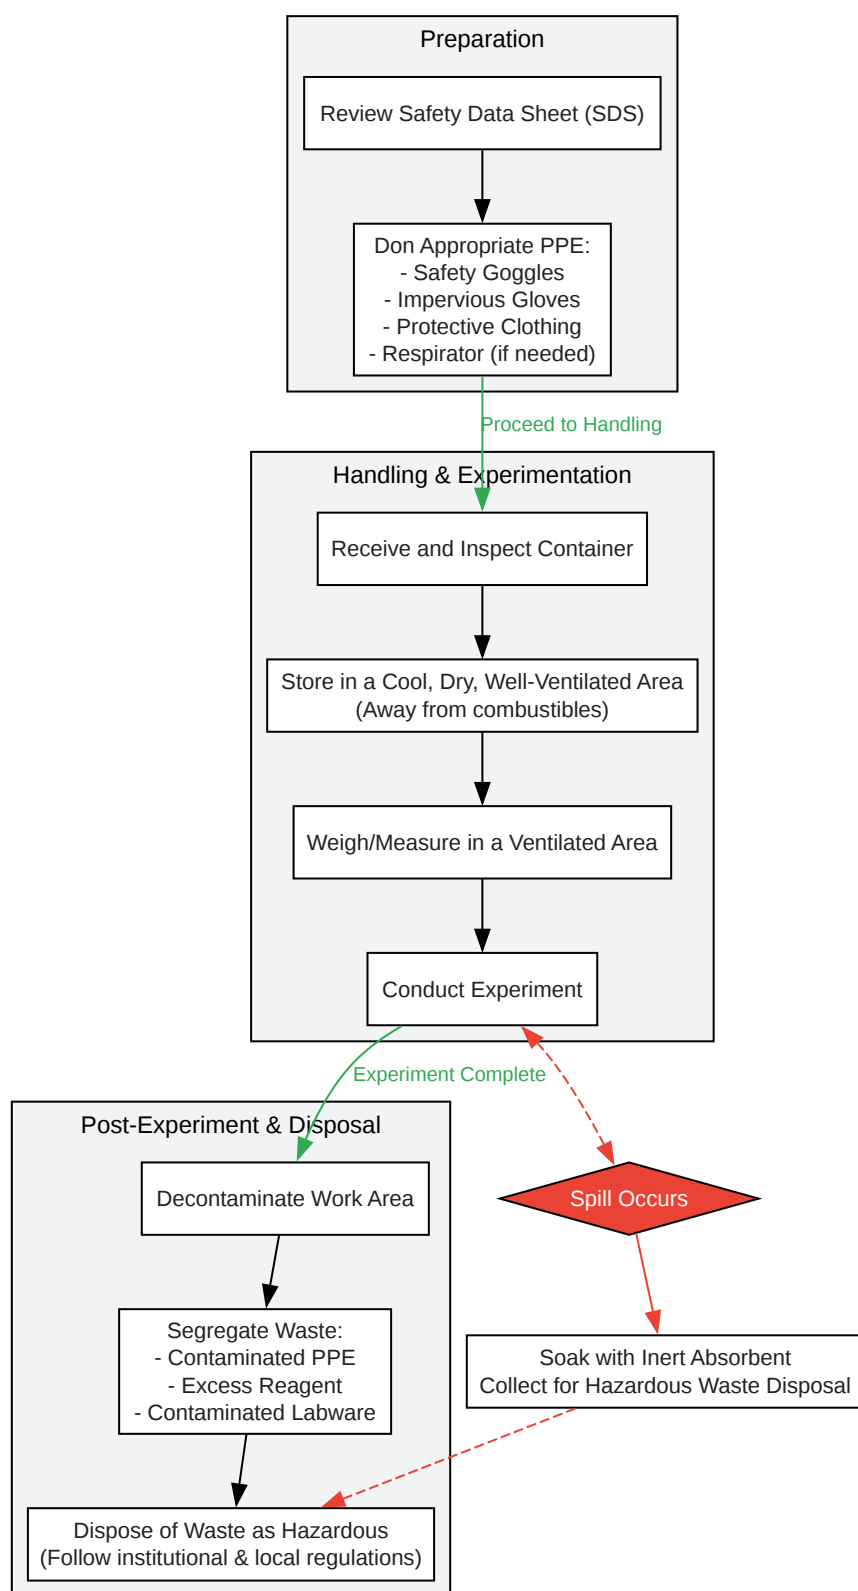 Preparation
Review Safety Data Sheet (SDS)
Don Appropriate PPE:
- Safety Goggles
- Impervious Gloves
- Protective Clothing
- Respirator (if needed)
Proceed to Handling
Handling & Experimentation
Receive and Inspect Container
Store in a Cool, Dry, Well-Ventilated Area
(Away from combustibles)
Weigh/Measure in a Ventilated Area
Conduct Experiment
Experiment Complete
Post-Experiment & Disposal
Decontaminate Work Area
Spill Occurs
Segregate Waste:
- Contaminated PPE
- Excess Reagent
- Contaminated Labware
Soak with Inert Absorbent
Collect for Hazardous Waste Disposal
Dispose of Waste as Hazardous
(Follow institutional & local regulations)